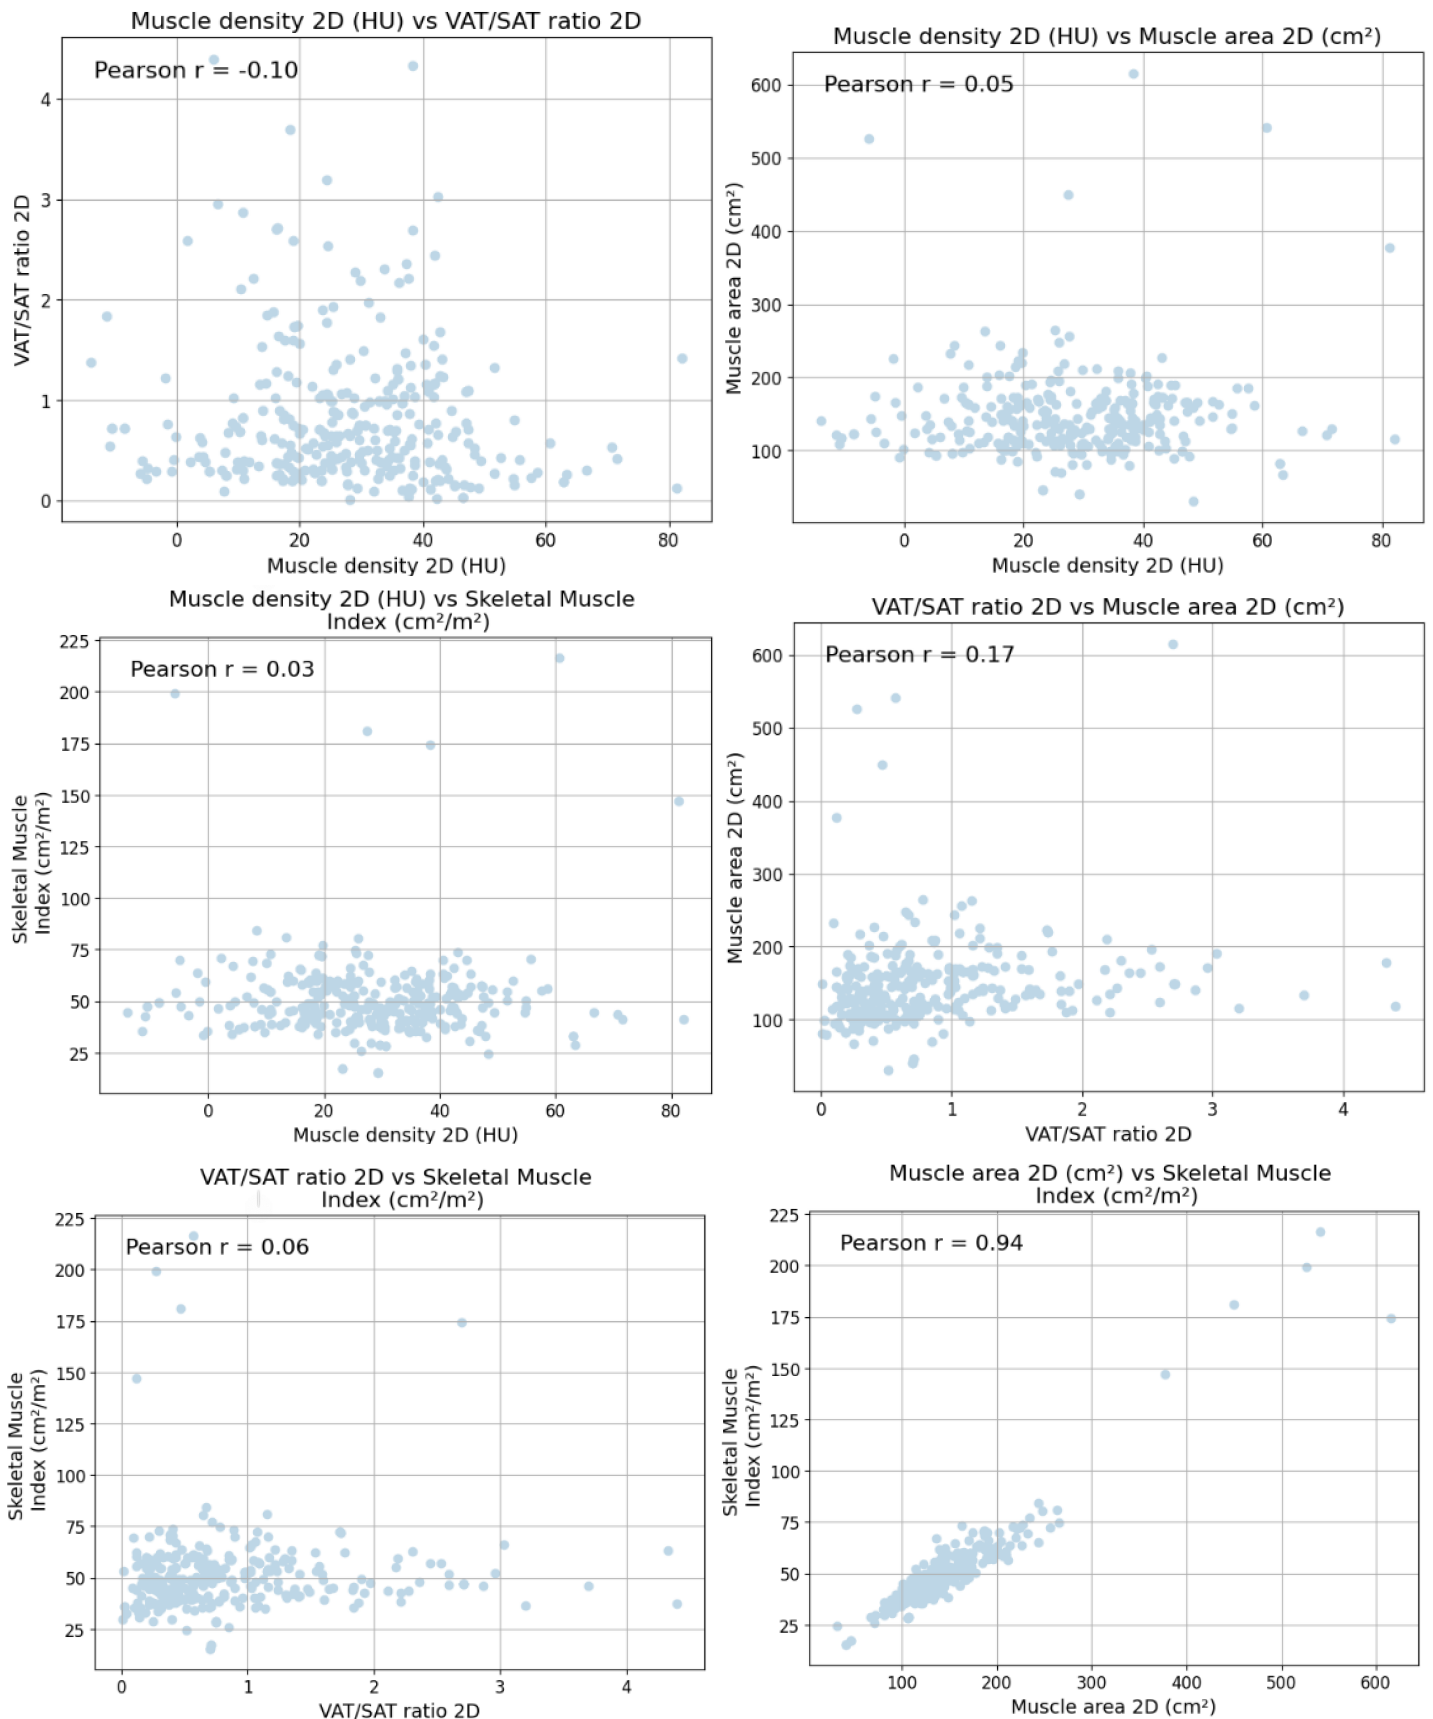 Muscle density 2D (HU) vs VAT/SAT ratio 2D
Pearson r = -0.10
4
3
2
1
0
VAT/SAT ratio 2D
0 20 40 60 80
Muscle density 2D (HU)
Muscle density 2D (HU) vs Muscle area 2D (cm²)
Pearson r = 0.05
600
500
400
300
200
100
Muscle area 2D (cm²)
0 20 40 60 80
Muscle density 2D (HU)
Muscle density 2D (HU) vs Skeletal Muscle
Index (cm²/m²)
Pearson r = 0.03
225
200
175
150
125
100
75
50
25
Skeletal Muscle
Index (cm²/m²)
0 20 40 60 80
Muscle density 2D (HU)
VAT/SAT ratio 2D vs Muscle area 2D (cm²)
Pearson r = 0.17
600
500
400
300
200
100
Muscle area 2D (cm²)
0 1 2 3 4
VAT/SAT ratio 2D
VAT/SAT ratio 2D vs Skeletal Muscle
Index (cm²/m²)
Pearson r = 0.06
225
200
175
150
125
100
75
50
25
Skeletal Muscle
Index (cm²/m²)
0 1 2 3 4
VAT/SAT ratio 2D
Muscle area 2D (cm²) vs Skeletal Muscle
Index (cm²/m²)
Pearson r = 0.94
225
200
175
150
125
100
75
50
25
Skeletal Muscle
Index (cm²/m²)
100 200 300 400 500 600
Muscle area 2D (cm²)